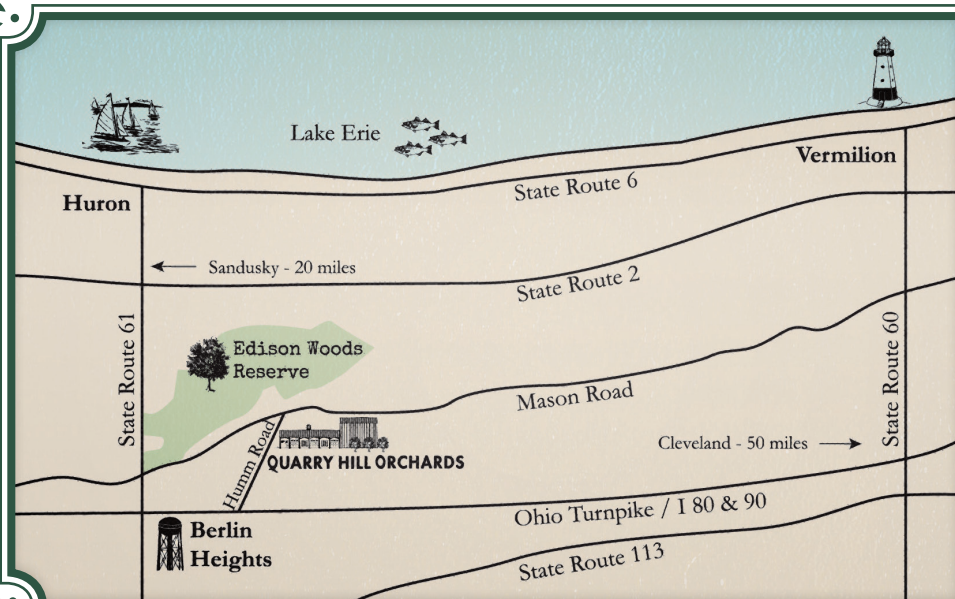 Lake Erie
Vermilion
State Route 6
Huron
Sandusky - 20 miles
State Route 2
State Route 61
State Route 60
Edison Woods
Reserve
Mason Road
Humm Road
QUARRY HILL ORCHARDS
Cleveland - 50 miles
Ohio Turnpike / I 80 & 90
Berlin
Heights
State Route 113